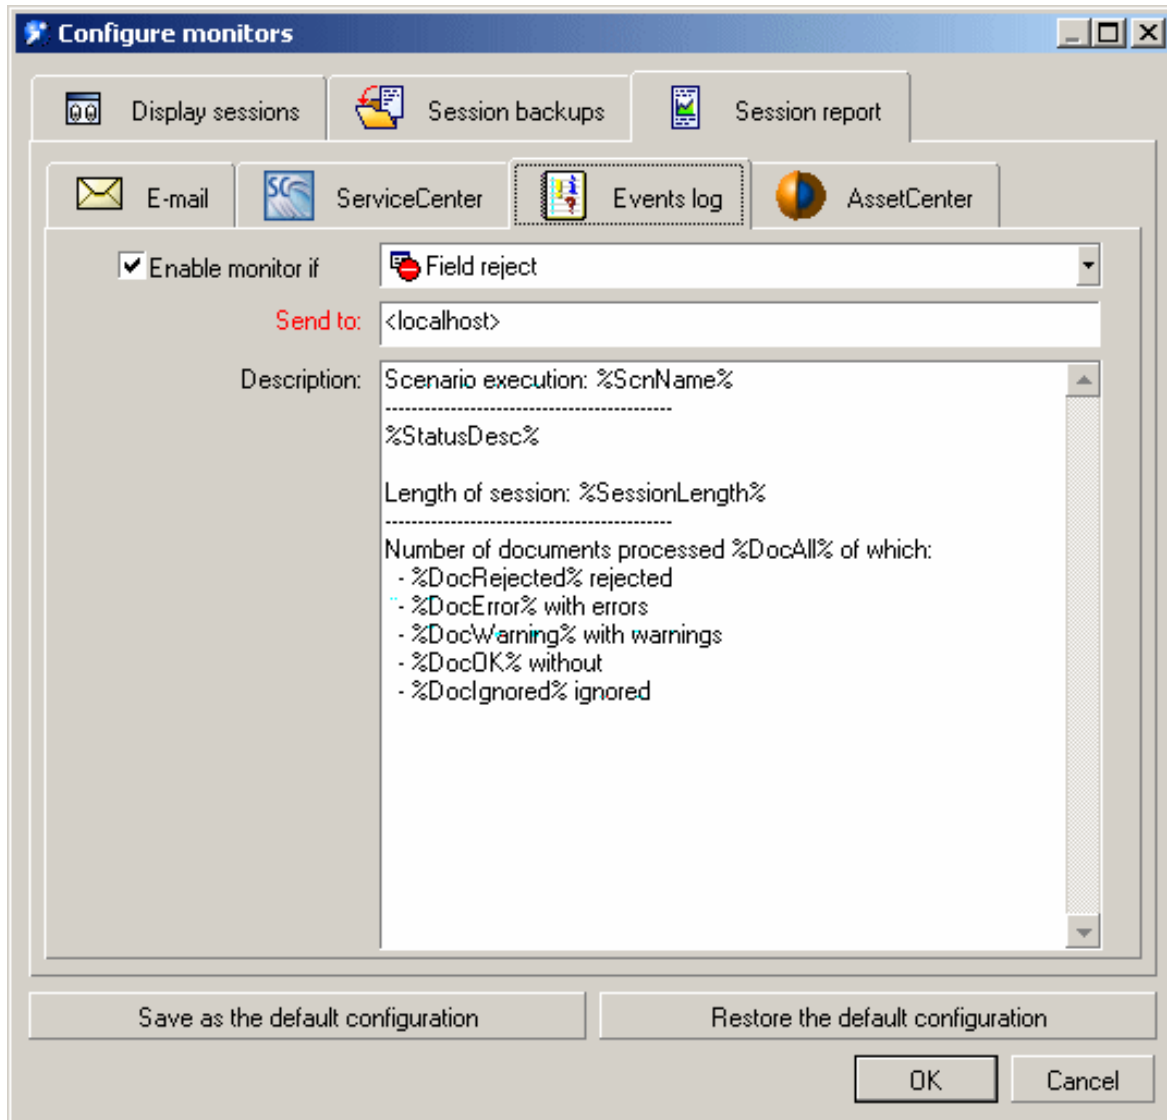 Configure monitors
Display sessions
Session backups
Session report
E-mail
SC
ServiceCenter
Events log
AssetCenter
Enable monitor if
Field reject
Send to:
<localhost>
Description:
Scenario execution: %ScnName%
--------------------------------------------
%StatusDesc%
Length of session: %SessionLength%
--------------------------------------------
Number of documents processed %DocAll% of which:
- %DocRejected% rejected
- %DocError% with errors
- %DocWarning% with warnings
- %DocOK% without
- %DocIgnored% ignored
Save as the default configuration
Restore the default configuration
OK
Cancel